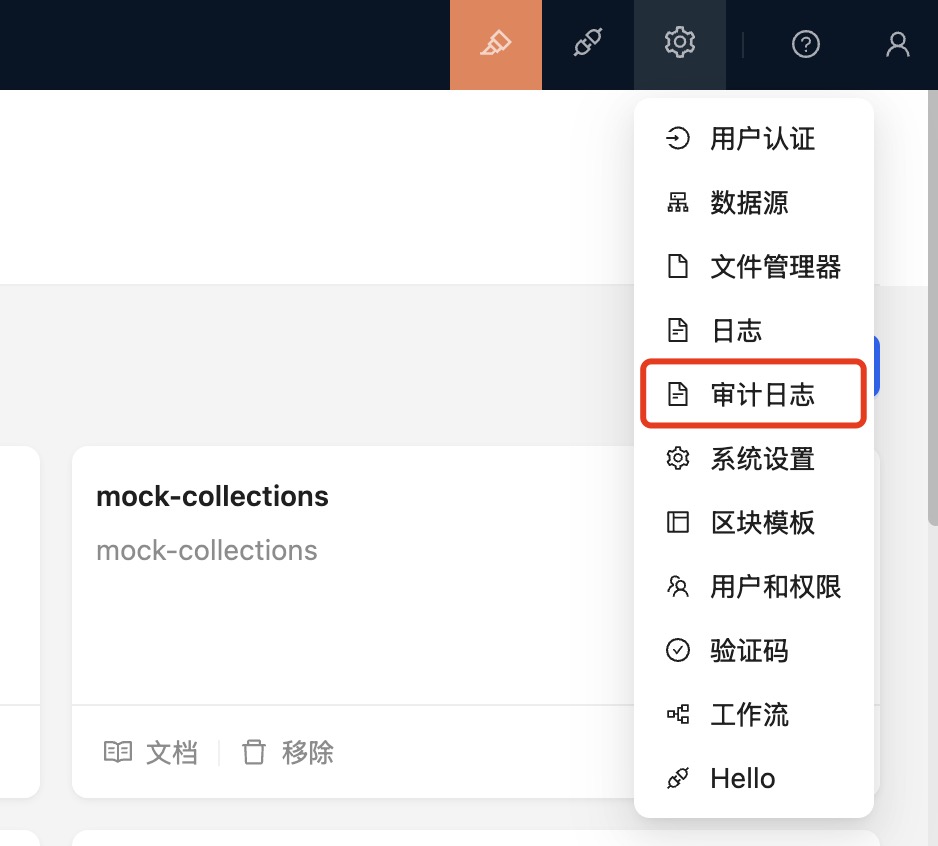 用户认证
数据源
文件管理器
日志
审计日志
系统设置
区块模板
用户和权限
验证码
工作流
Hello
mock-collections
mock-collections
文档
移除